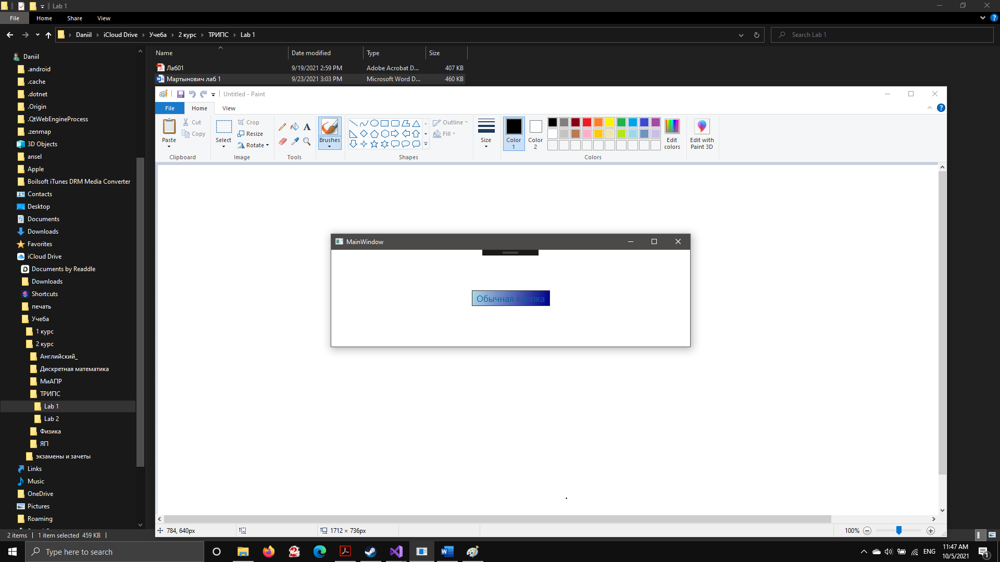 Lab 1
File Home Share View
Daniil iCloud Drive Учеба 2 курс ТРИПС Lab 1
Search Lab 1
Name Date modified Type Size
Лаб01 9/19/2021 2:59 PM Adobe Acrobat D... 407 KB
Мартынович лаб 1 9/23/2021 3:03 PM Microsoft Word D... 460 KB
Daniil
.android
.cache
.dotnet
.Origin
.QtWebEngineProcess
.zenmap
3D Objects
ansel
Apple
Boilsoft iTunes DRM Media Converter
Contacts
Desktop
Documents
Downloads
Favorites
iCloud Drive
Documents by Readdle
Downloads
Shortcuts
печать
Учеба
1 курс
2 курс
Английский_
Дискретная математика
МиАПР
ТРИПС
Lab 1
Lab 2
Физика
ЯП
экзамены и зачеты
Links
Music
OneDrive
Pictures
Roaming
2 items 1 item selected 459 KB
Untitled - Paint
File Home View
Paste
Cut
Copy
Clipboard
Select
Crop
Resize
Rotate
Image
Tools
Brushes
Outline
Fill
Shapes
Size
Color 1
Color 2
Edit colors
Colors
Edit with Paint 3D
MainWindow
Обычная кнопка
784, 640px
1712 × 736px
100%
Type here to search
ENG
11:47 AM
10/5/2021
1